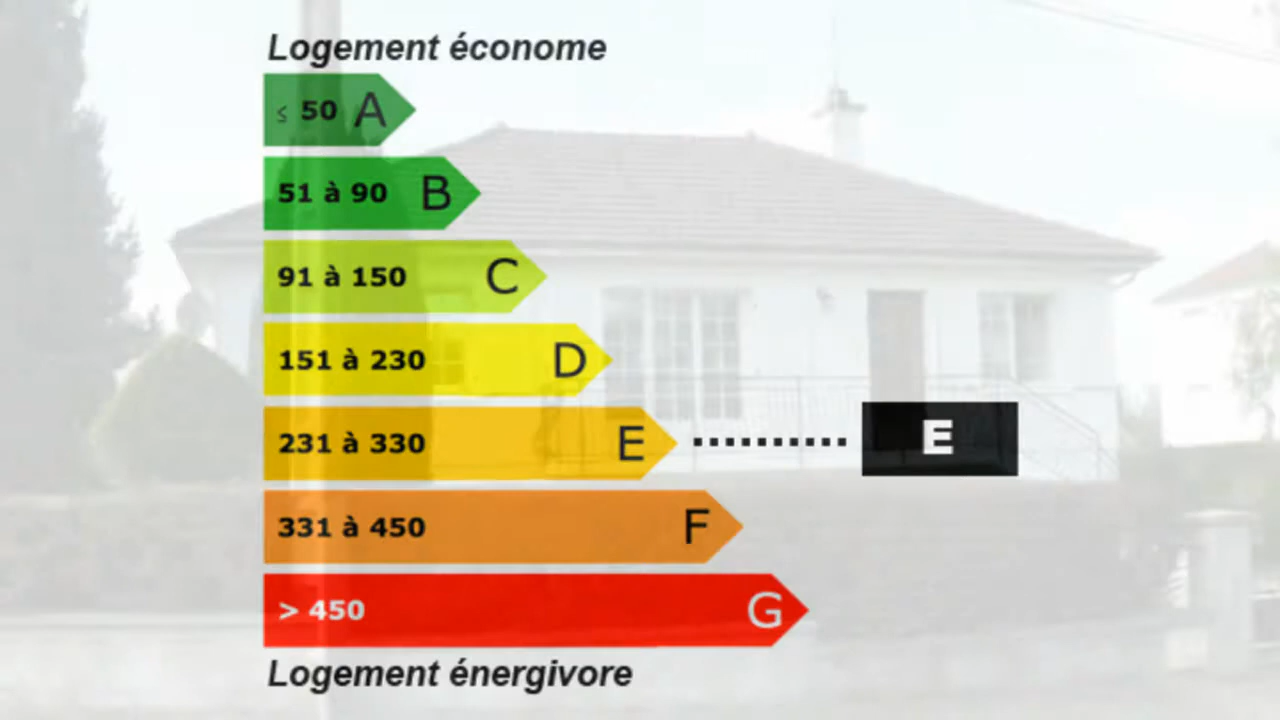 Logement économe
≤ 50 A
51 à 90 B
91 à 150 C
151 à 230 D
231 à 330 E E
331 à 450 F
> 450 G
Logement énergivore